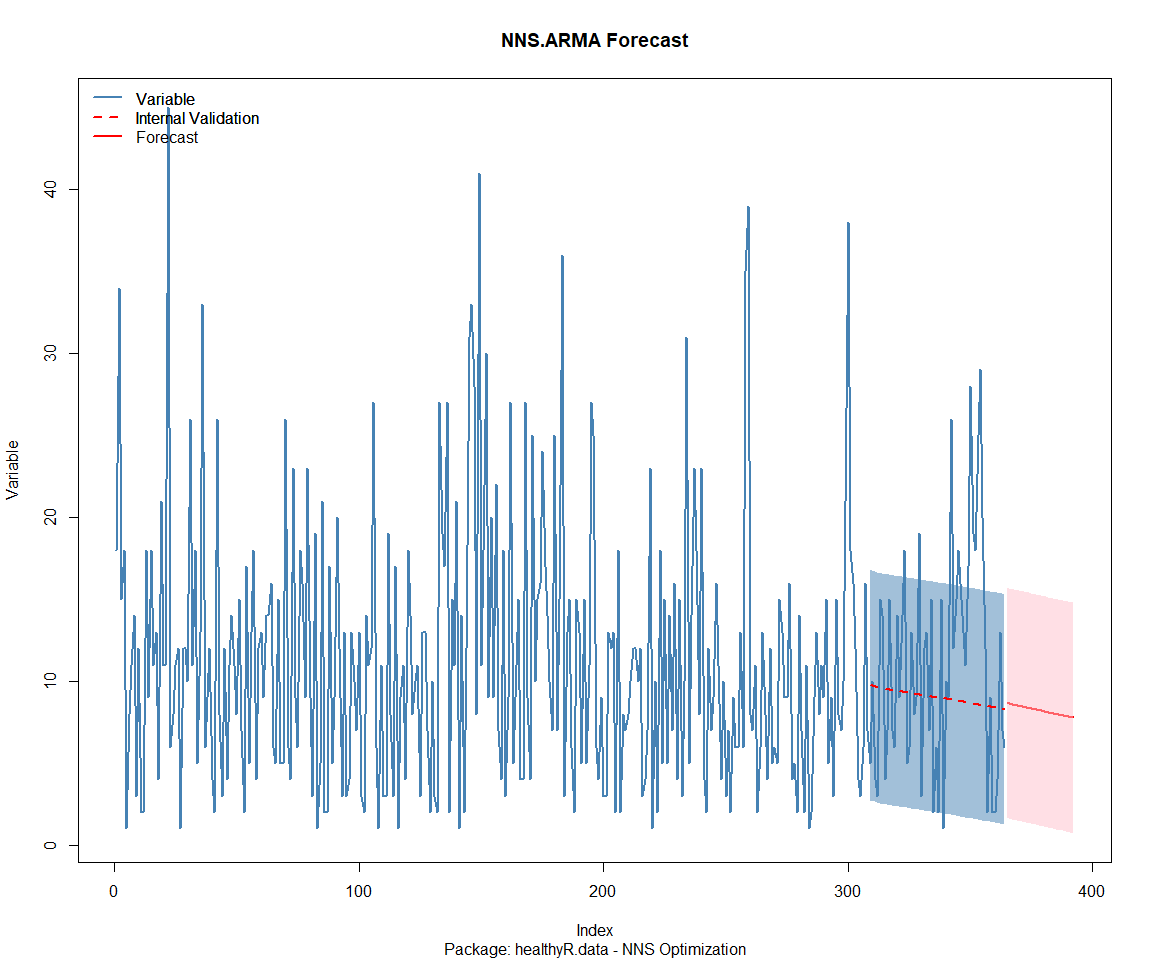 NNS.ARMA Forecast
Variable
Internal Validation
Forecast
Variable
40
30
20
10
0
0 100 200 300 400
Index
Package: healthyR.data - NNS Optimization